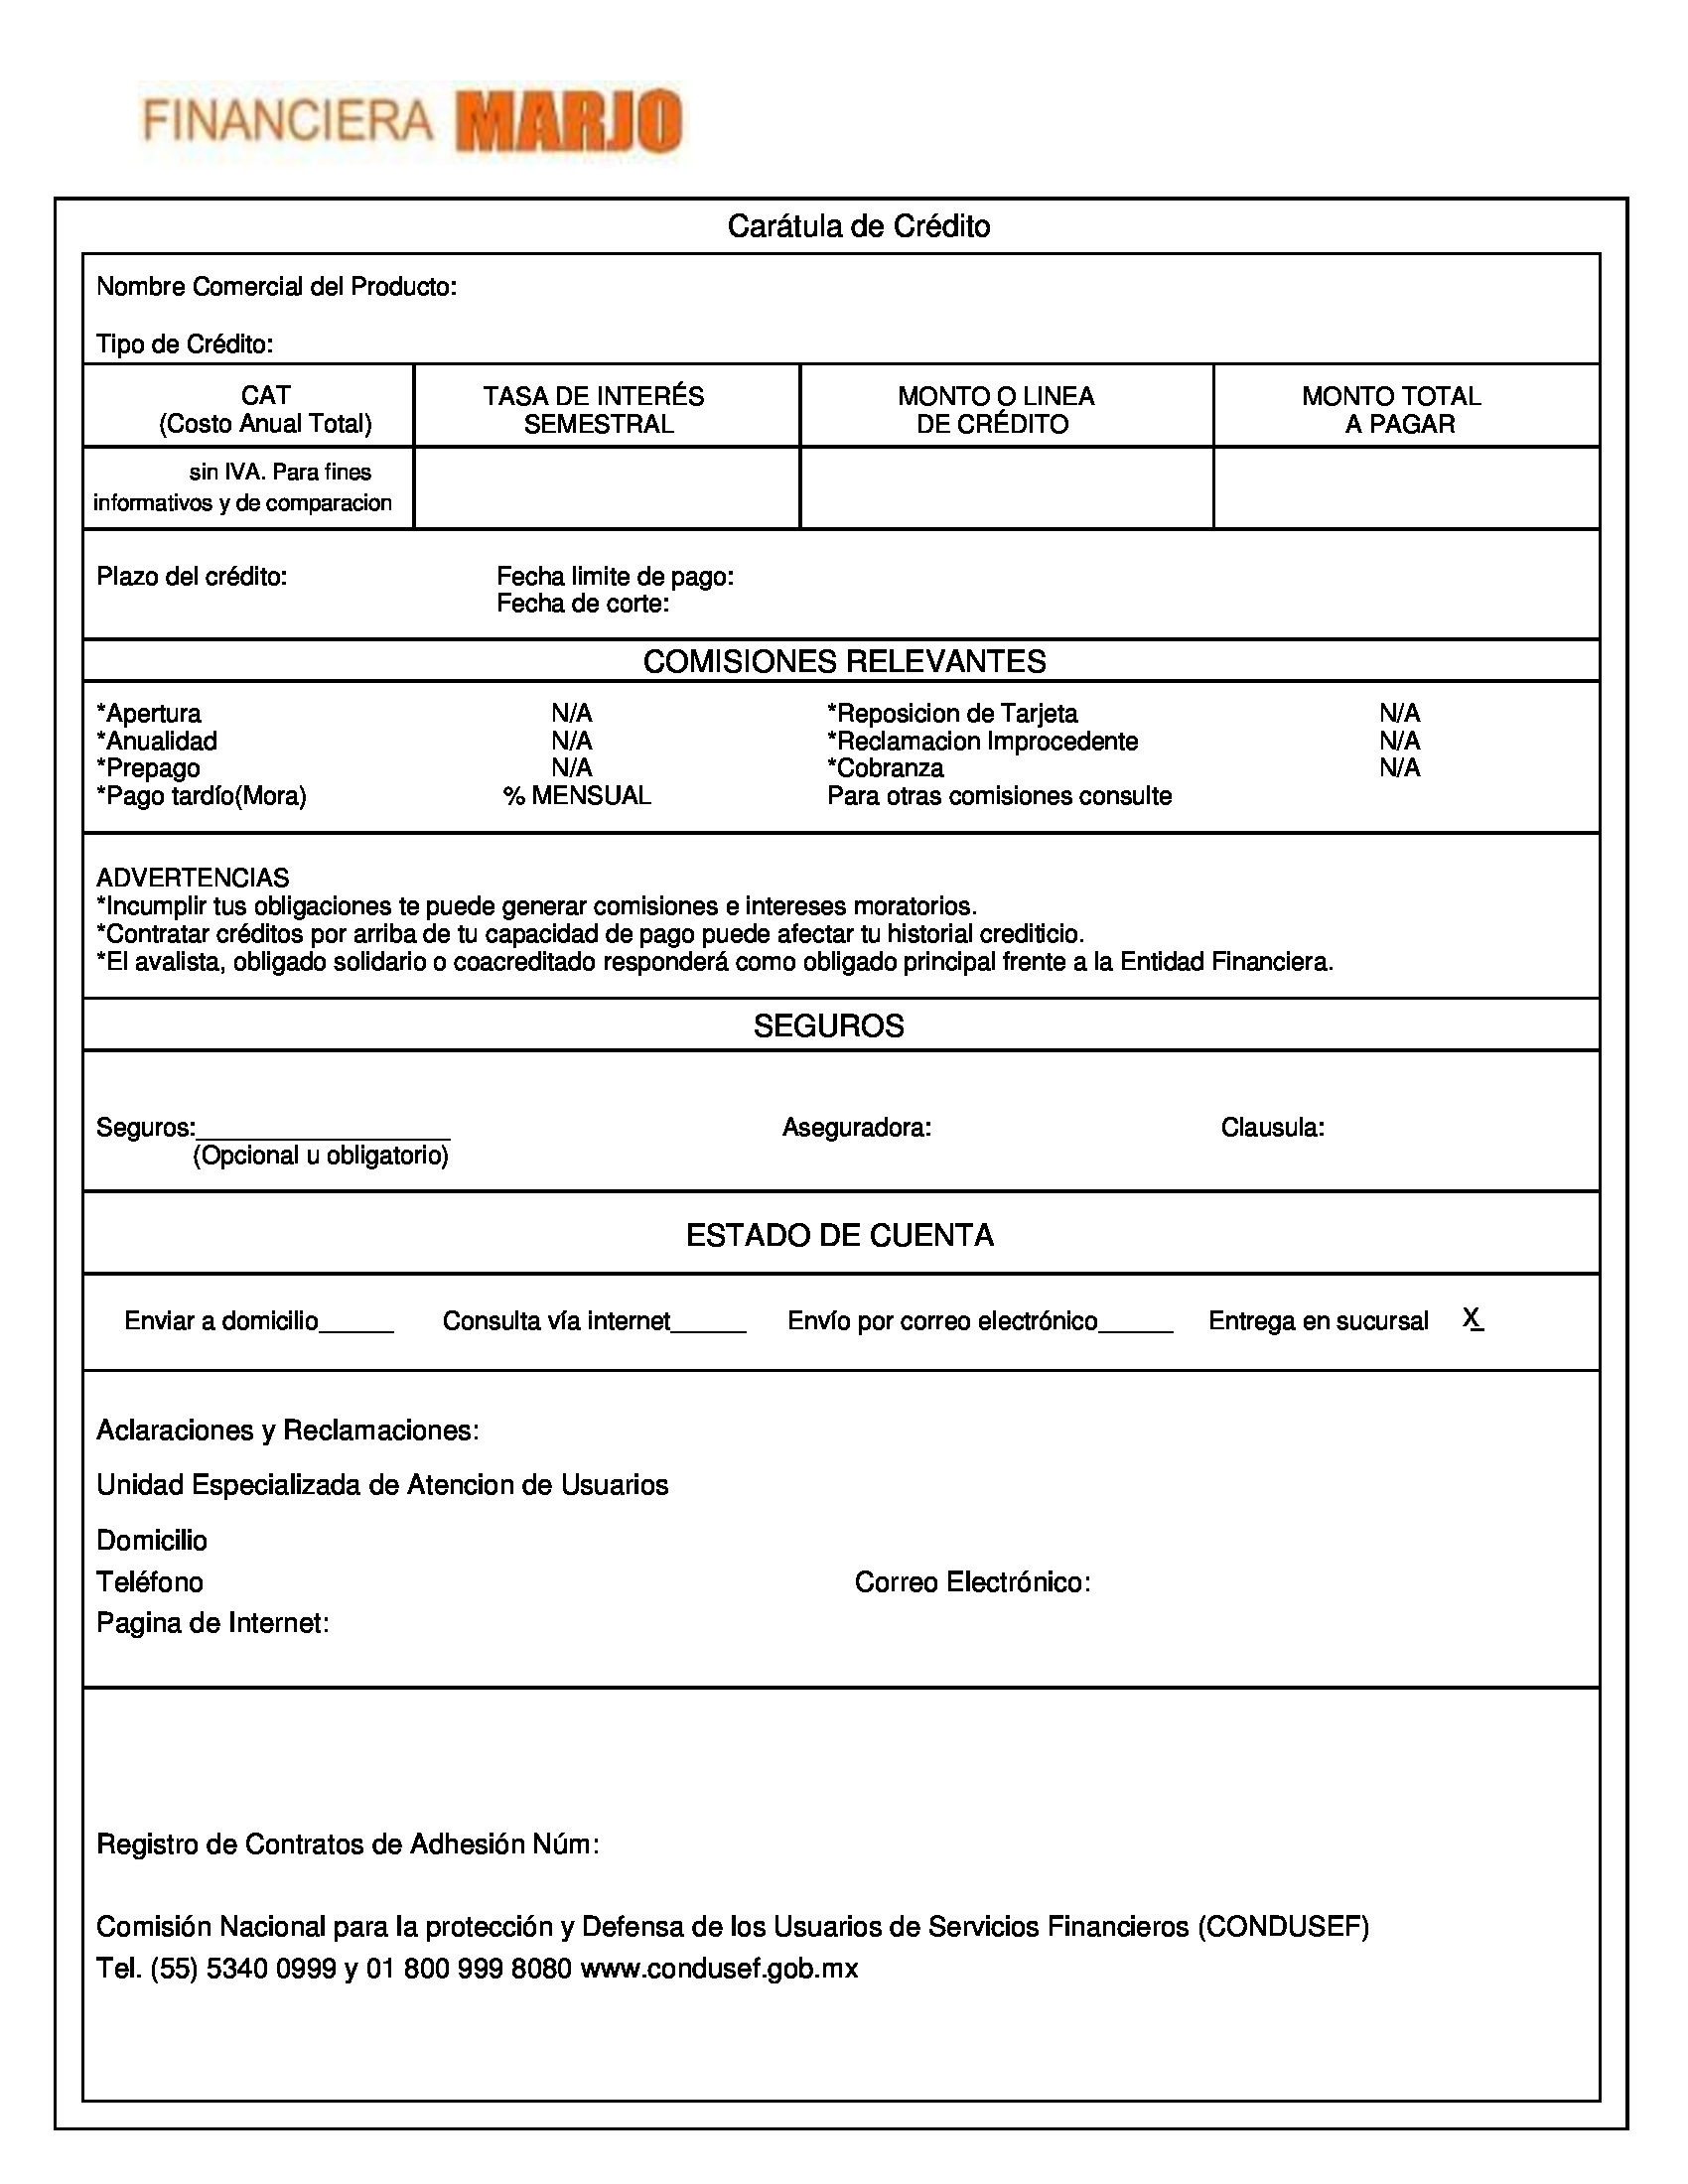 FINANCIERA MARJO
Carátula de Crédito
Nombre Comercial del Producto:
Tipo de Crédito:
CAT
(Costo Anual Total)
TASA DE INTERÉS
SEMESTRAL
MONTO O LINEA
DE CRÉDITO
MONTO TOTAL
A PAGAR
sin IVA. Para fines
informativos y de comparacion
Plazo del crédito:
Fecha limite de pago:
Fecha de corte:
COMISIONES RELEVANTES
*Apertura N/A *Reposicion de Tarjeta N/A
*Anualidad N/A *Reclamacion Improcedente N/A
*Prepago N/A *Cobranza N/A
*Pago tardío(Mora) % MENSUAL Para otras comisiones consulte
ADVERTENCIAS
*Incumplir tus obligaciones te puede generar comisiones e intereses moratorios.
*Contratar créditos por arriba de tu capacidad de pago puede afectar tu historial crediticio.
*El avalista, obligado solidario o coacreditado responderá como obligado principal frente a la Entidad Financiera.
SEGUROS
Seguros:__________________ Aseguradora: Clausula:
(Opcional u obligatorio)
ESTADO DE CUENTA
Enviar a domicilio_____ Consulta vía internet_____ Envío por correo electrónico_____ Entrega en sucursal X_
Aclaraciones y Reclamaciones:
Unidad Especializada de Atencion de Usuarios
Domicilio
Teléfono Correo Electrónico:
Pagina de Internet:
Registro de Contratos de Adhesión Núm:
Comisión Nacional para la protección y Defensa de los Usuarios de Servicios Financieros (CONDUSEF)
Tel. (55) 5340 0999 y 01 800 999 8080 www.condusef.gob.mx